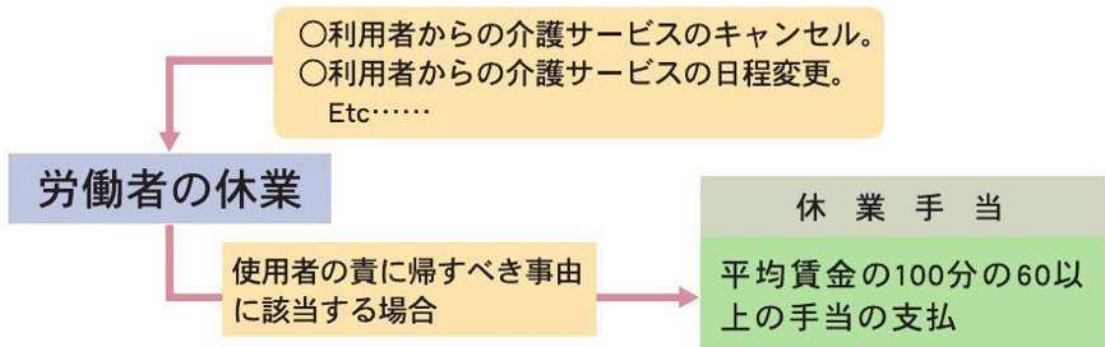 ○利用者からの介護サービスのキャンセル。
○利用者からの介護サービスの日程変更。
Etc……
労働者の休業
使用者の責に帰すべき事由
に該当する場合
休業手当
平均賃金の100分の60以
上の手当の支払